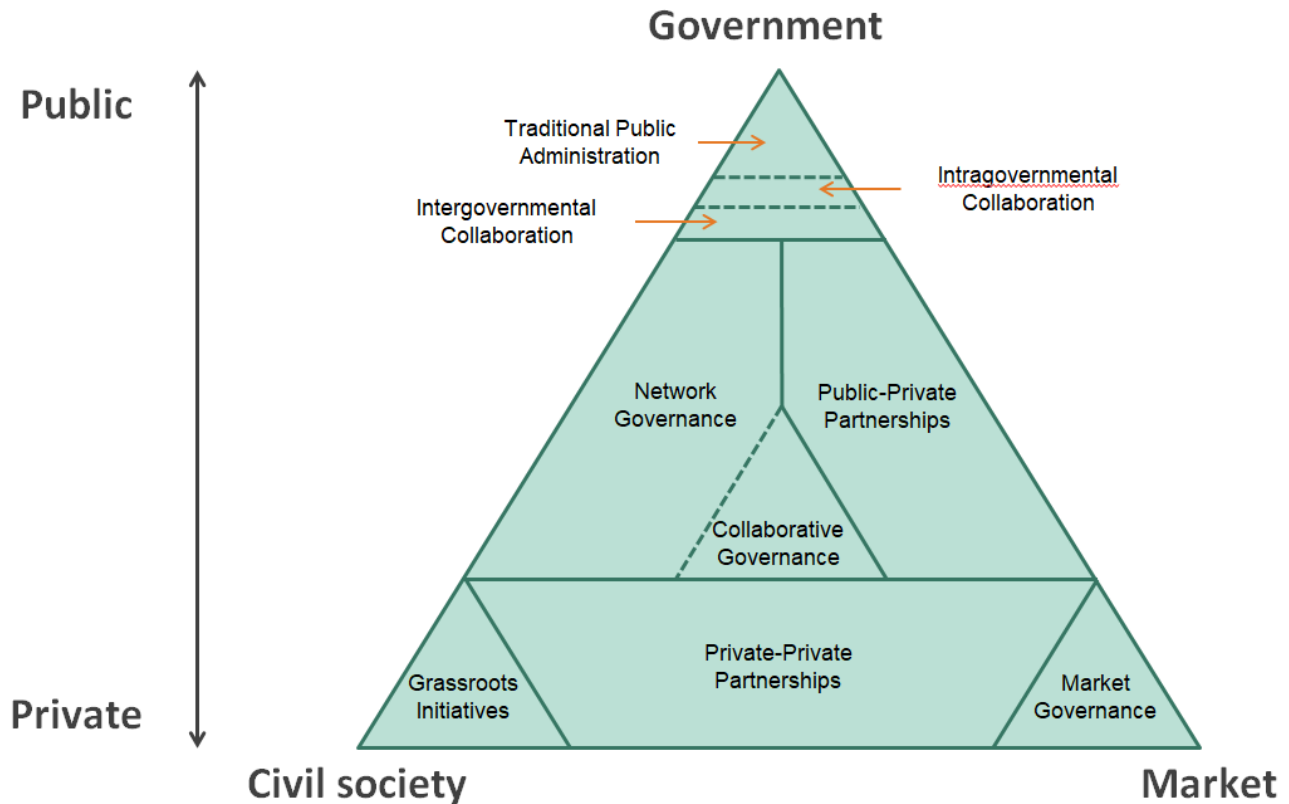 Government
Public
Traditional Public
Administration
Intragovernmental
Collaboration
Intergovernmental
Collaboration
Network
Governance
Public-Private
Partnerships
Collaborative
Governance
Private-Private
Partnerships
Grassroots
Initiatives
Market
Governance
Private
Civil society
Market